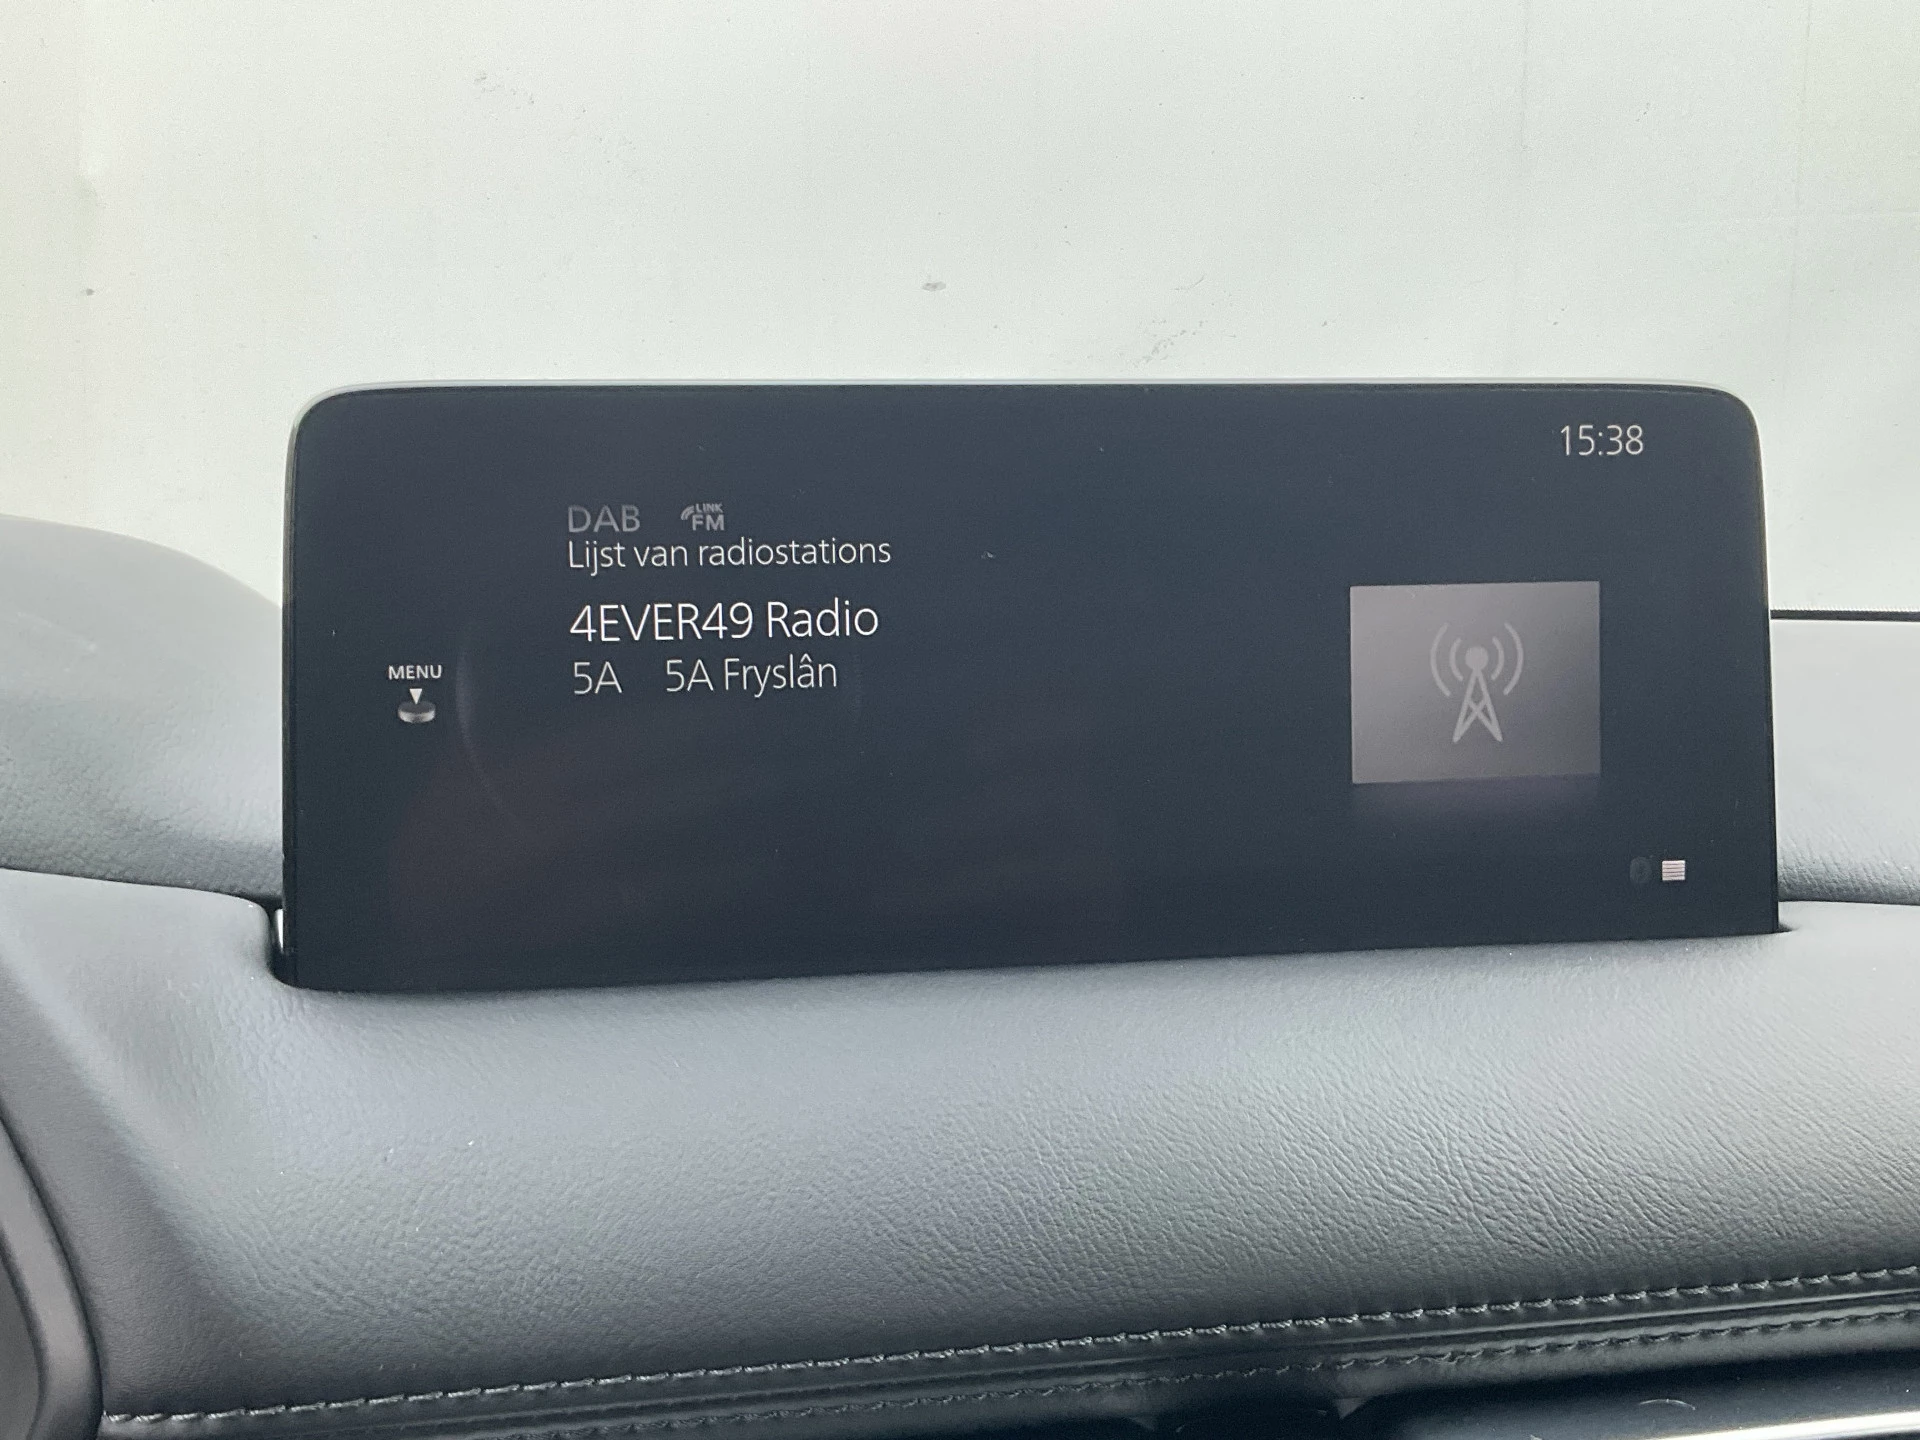 15:38
DAB LINK FM
Lijst van radiostations
4EVER49 Radio
5A 5A Fryslân
MENU